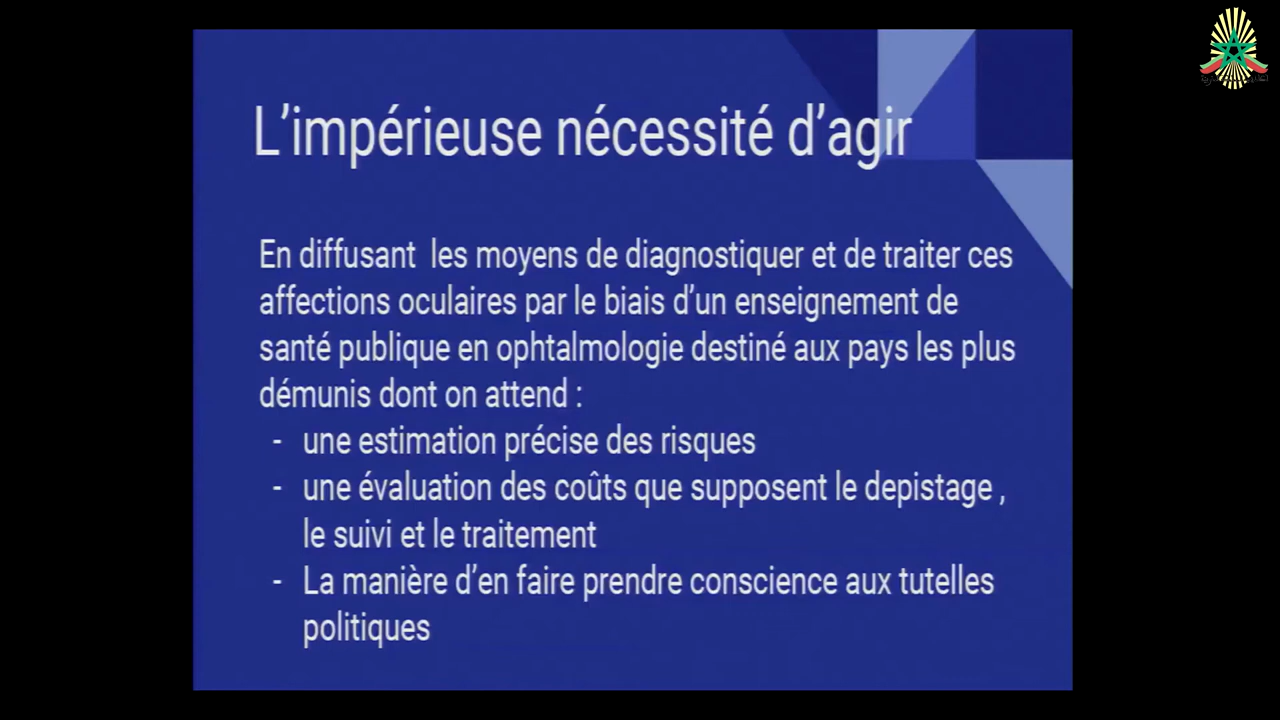 L’impérieuse nécessité d’agir
En diffusant les moyens de diagnostiquer et de traiter ces
affections oculaires par le biais d’un enseignement de
santé publique en ophtalmologie destiné aux pays les plus
démunis dont on attend :
- une estimation précise des risques
- une évaluation des coûts que supposent le depistage ,
le suivi et le traitement
- La manière d’en faire prendre conscience aux tutelles
politiques